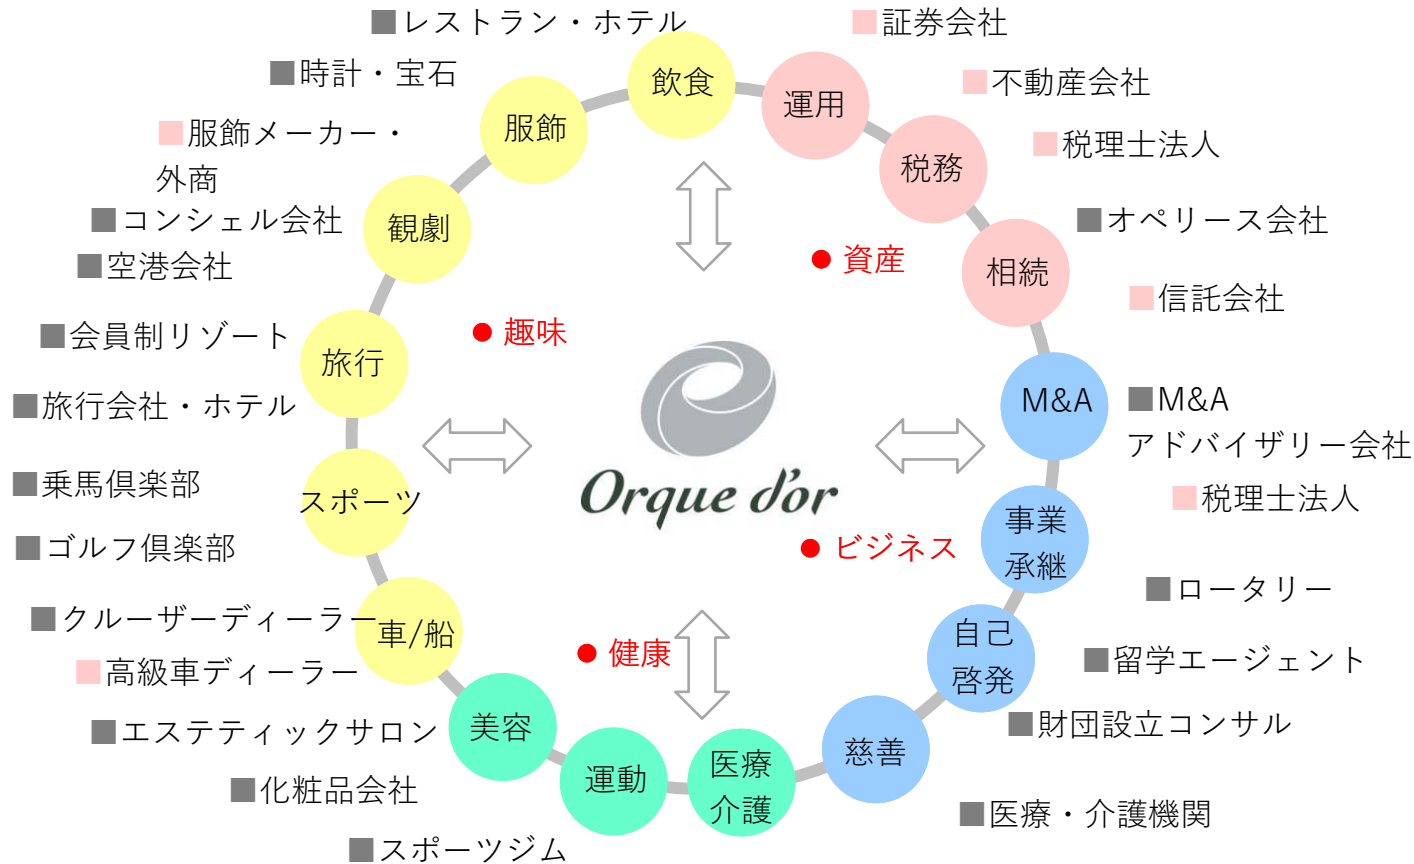 ■レストラン・ホテル
■証券会社
■時計・宝石
飲食
■不動産会社
運用
■服飾メーカー・
外商
服飾
■税理士法人
税務
■コンシェル会社
観劇
■オペリース会社
■空港会社
● 資産
相続
■信託会社
■会員制リゾート
● 趣味
旅行
■旅行会社・ホテル
M&A
■M&A
アドバイザリー会社
■乗馬倶楽部
スポーツ
Orque d'or
■税理士法人
■ゴルフ倶楽部
● ビジネス
事業
承継
■クルーザーディーラー
車/船
● 健康
■ロータリー
自己
啓発
■高級車ディーラー
■留学エージェント
■エステティックサロン
美容
■財団設立コンサル
慈善
■化粧品会社
運動
医療
介護
■医療・介護機関
■スポーツジム